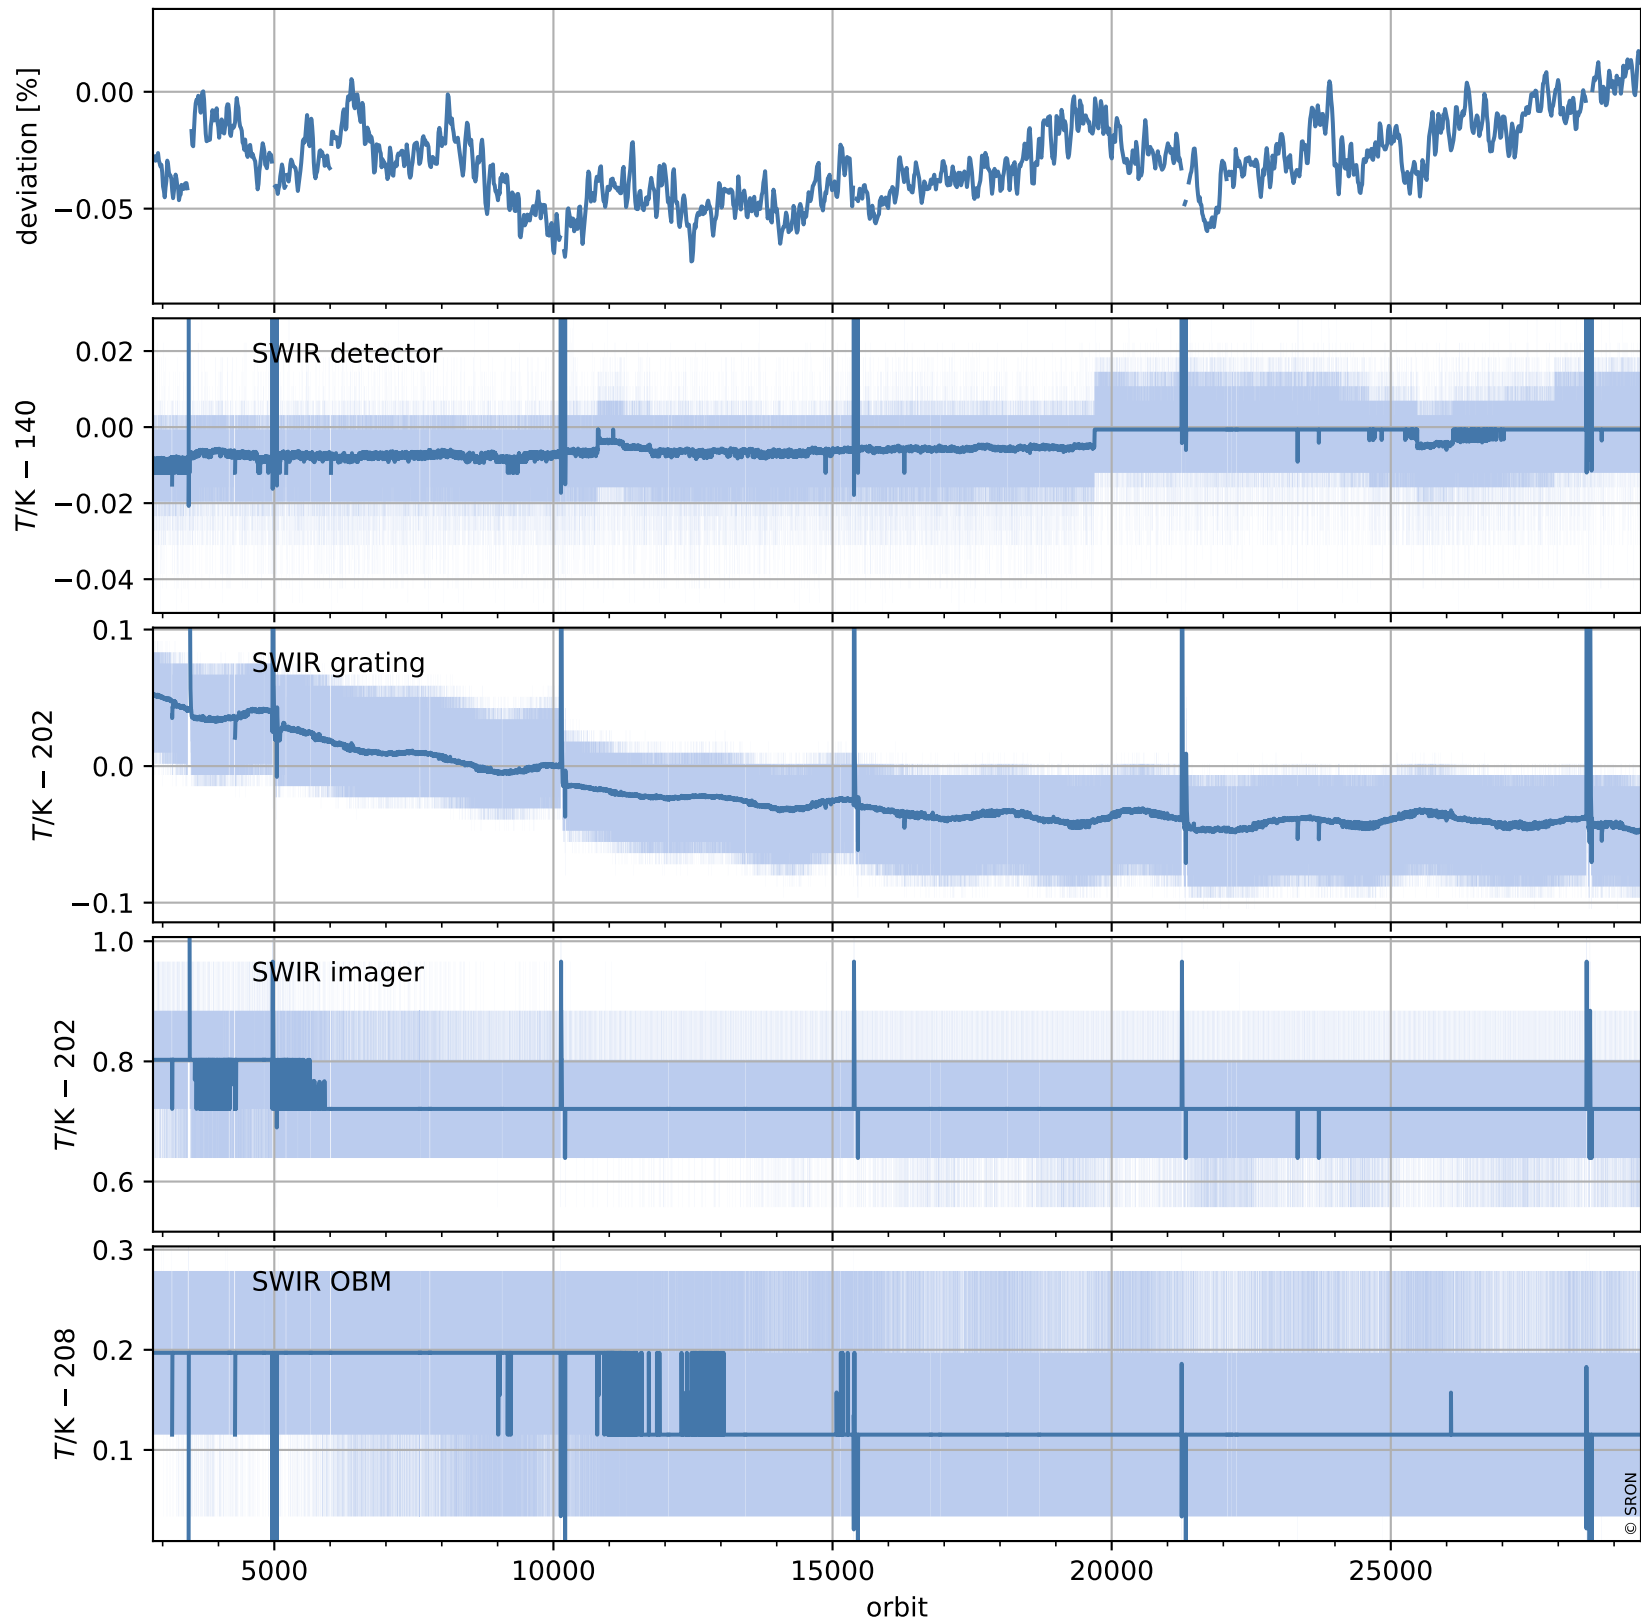 deviation [%]
0.00
−0.05
SWIR detector
T/K − 140
0.02
0.00
−0.02
−0.04
SWIR grating
T/K − 202
0.1
0.0
−0.1
SWIR imager
T/K − 202
1.0
0.8
0.6
SWIR OBM
T/K − 208
0.3
0.2
0.1
© SRON
5000 10000 15000 20000 25000
orbit